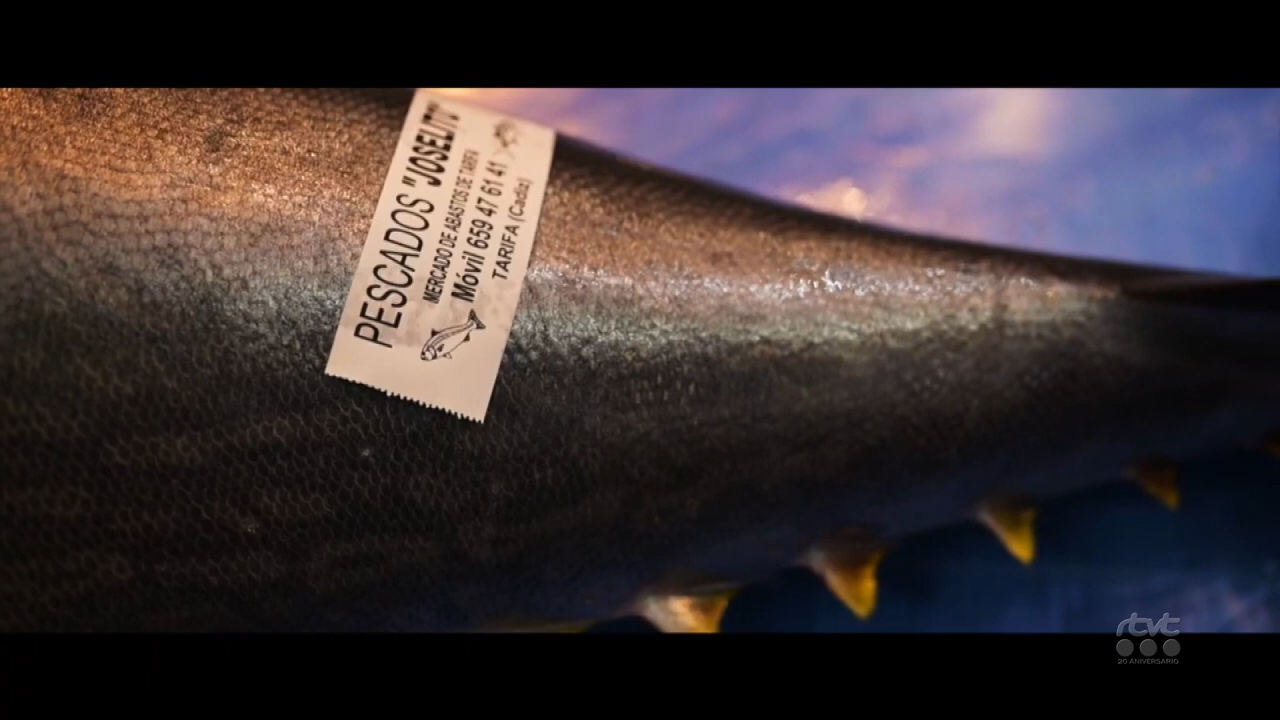 PESCADOS "JOSELITO"
MERCADO DE ABASTOS DE TARIFA
Móvil 659 47 61 41
TARIFA (Cadiz)
rtvc
20 ANIVERSARIO